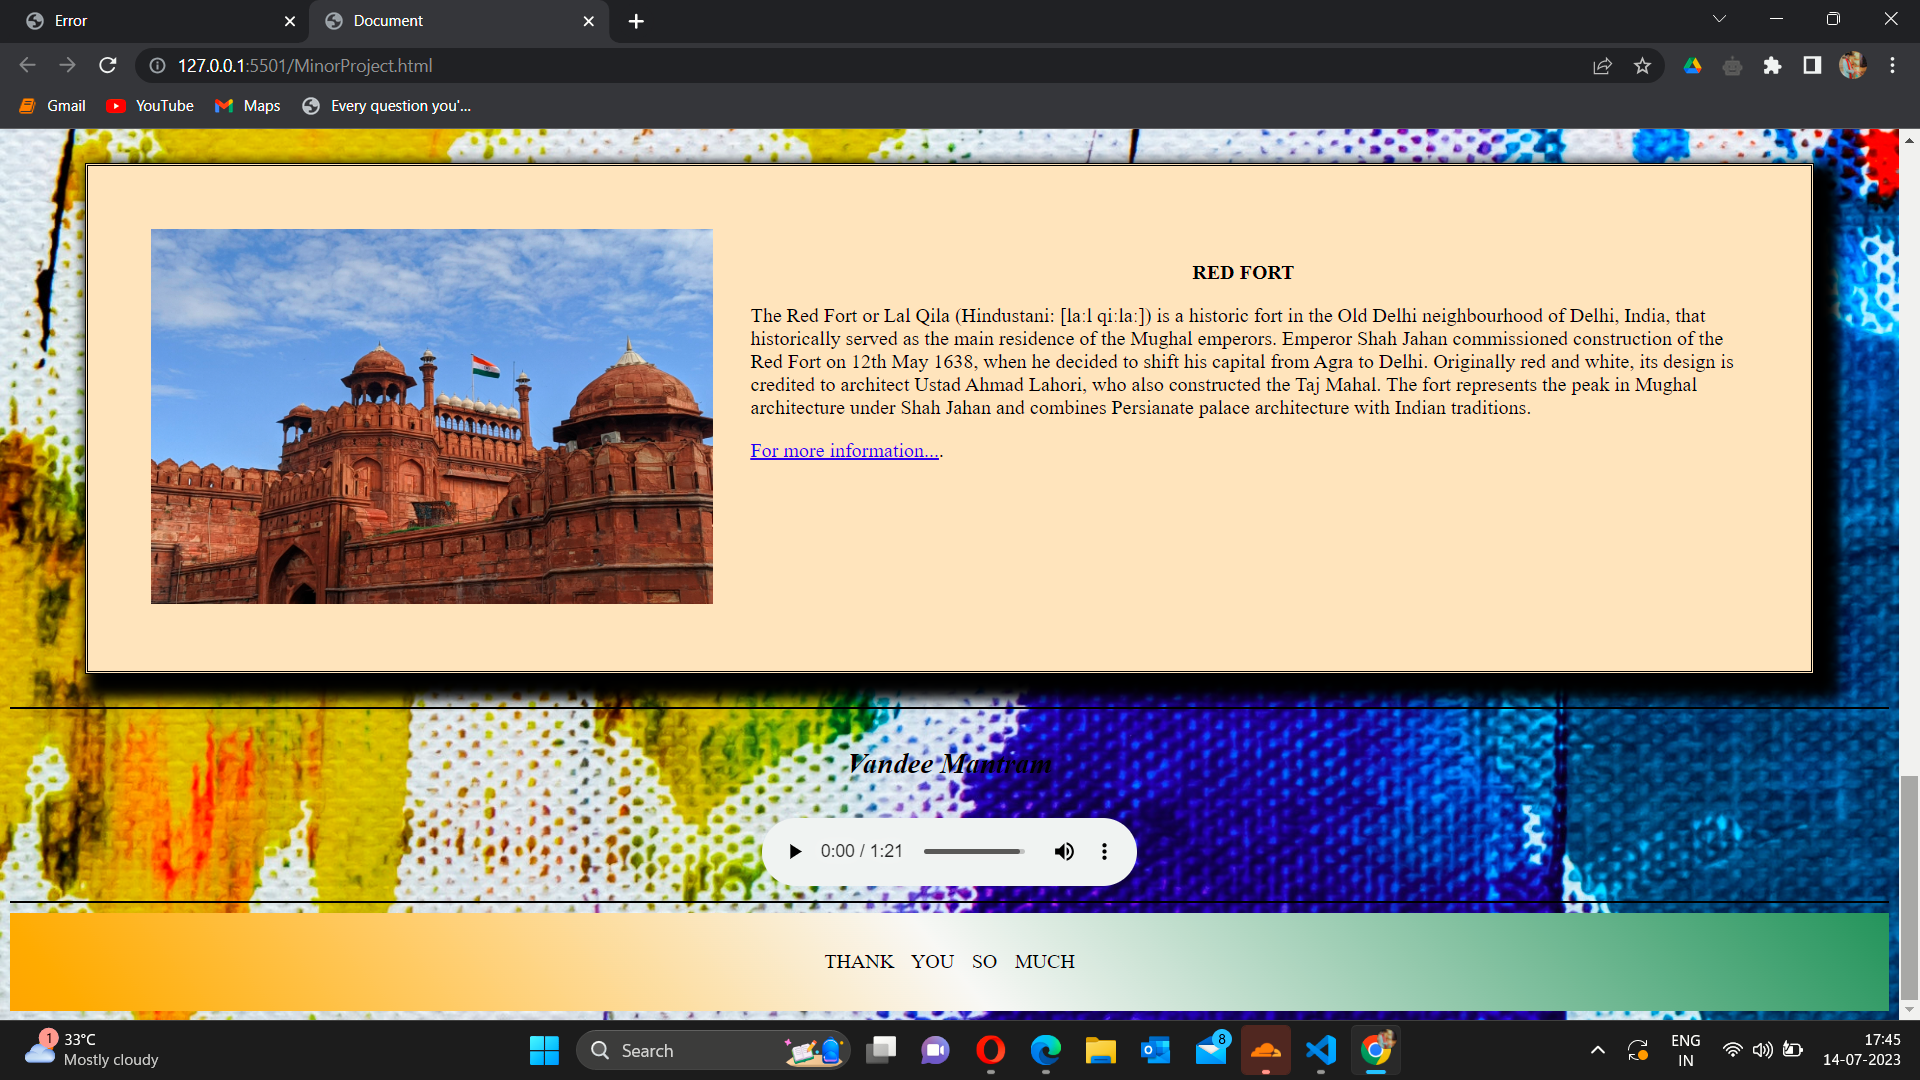 Error
Document
127.0.0.1:5501/MinorProject.html
Gmail
YouTube
Maps
Every question you'...
RED FORT
The Red Fort or Lal Qila (Hindustani: [laːl qiːlaː]) is a historic fort in the Old Delhi neighbourhood of Delhi, India, that
historically served as the main residence of the Mughal emperors. Emperor Shah Jahan commissioned construction of the
Red Fort on 12th May 1638, when he decided to shift his capital from Agra to Delhi. Originally red and white, its design is
credited to architect Ustad Ahmad Lahori, who also constructed the Taj Mahal. The fort represents the peak in Mughal
architecture under Shah Jahan and combines Persianate palace architecture with Indian traditions.
For more information....
Vandee Mantram
0:00 / 1:21
THANK YOU SO MUCH
1
33°C
Mostly cloudy
Search
8
ENG
IN
17:45
14-07-2023